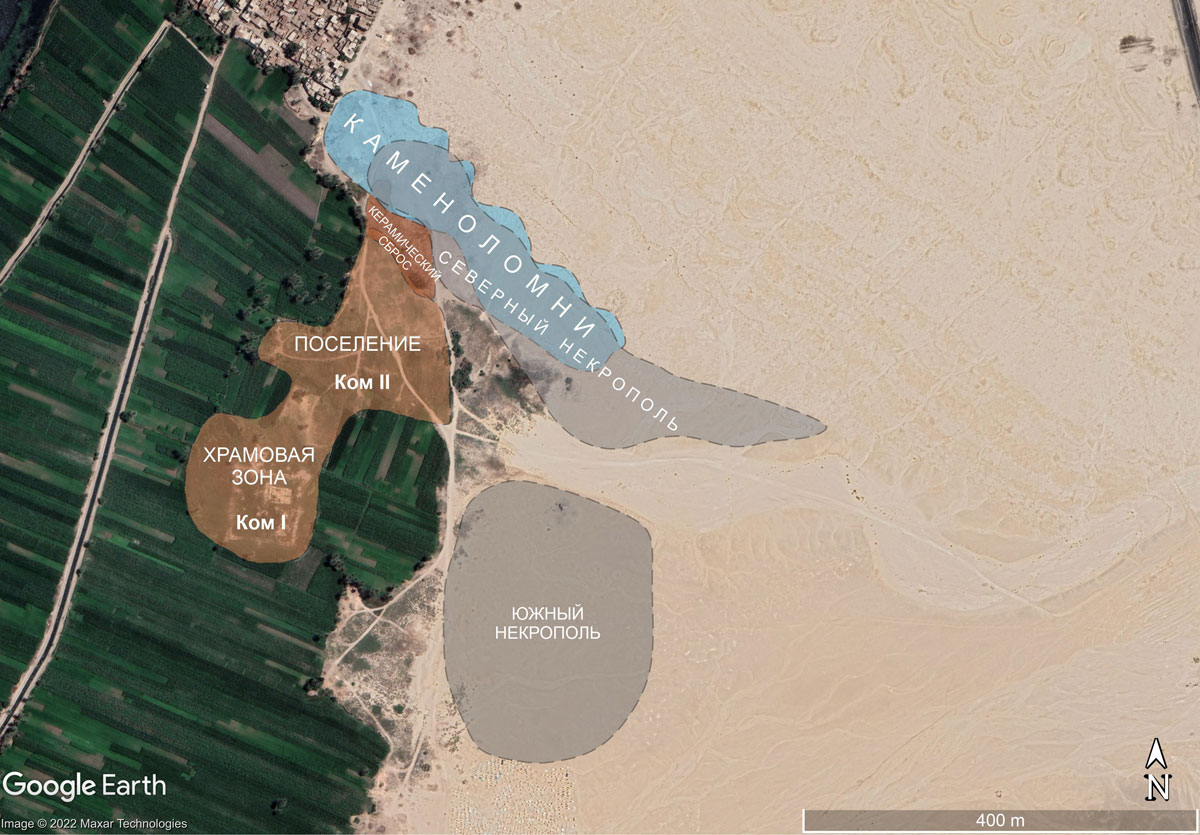 КАМЕНОЛОМНИ
КЕРАМИЧЕСКИЙ
СБРОС
СЕВЕРНЫЙ НЕКРОПОЛЬ
ПОСЕЛЕНИЕ
Ком II
ХРАМОВАЯ
ЗОНА
Ком I
ЮЖНЫЙ
НЕКРОПОЛЬ
Google Earth
Image © 2022 Maxar Technologies
N
400 m